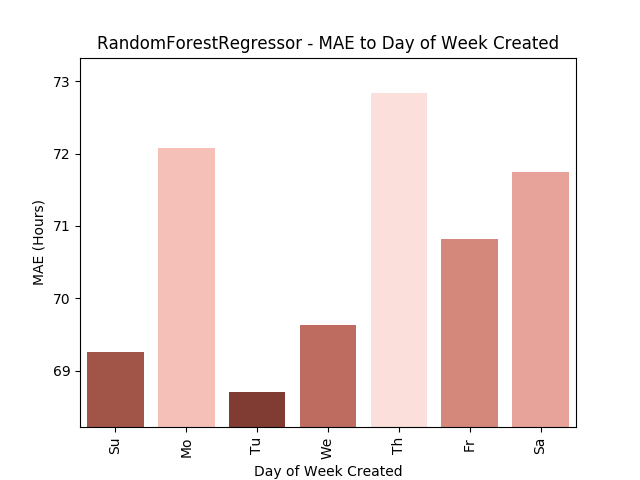 RandomForestRegressor - MAE to Day of Week Created
MAE (Hours)
73
72
71
70
69
Su
Mo
Tu
We
Th
Fr
Sa
Day of Week Created